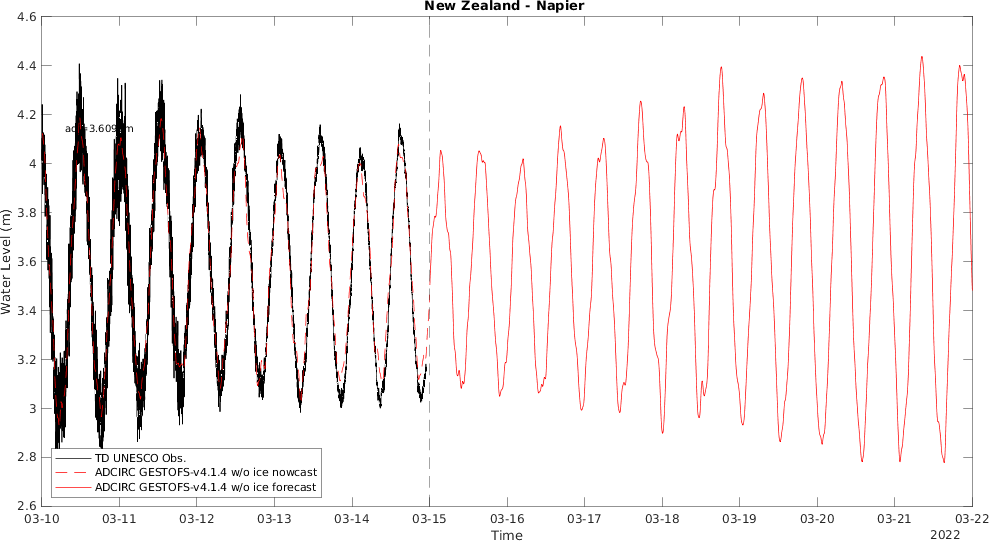 New Zealand - Napier
4.6
4.4
4.2
4
3.8
3.6
3.4
3.2
3
2.8
2.6
Water Level (m)
TD UNESCO Obs.
ADCIRC GESTOFS-v4.1.4 w/o ice nowcast
ADCIRC GESTOFS-v4.1.4 w/o ice forecast
03-10 03-11 03-12 03-13 03-14 03-15 03-16 03-17 03-18 03-19 03-20 03-21 03-22
Time
2022